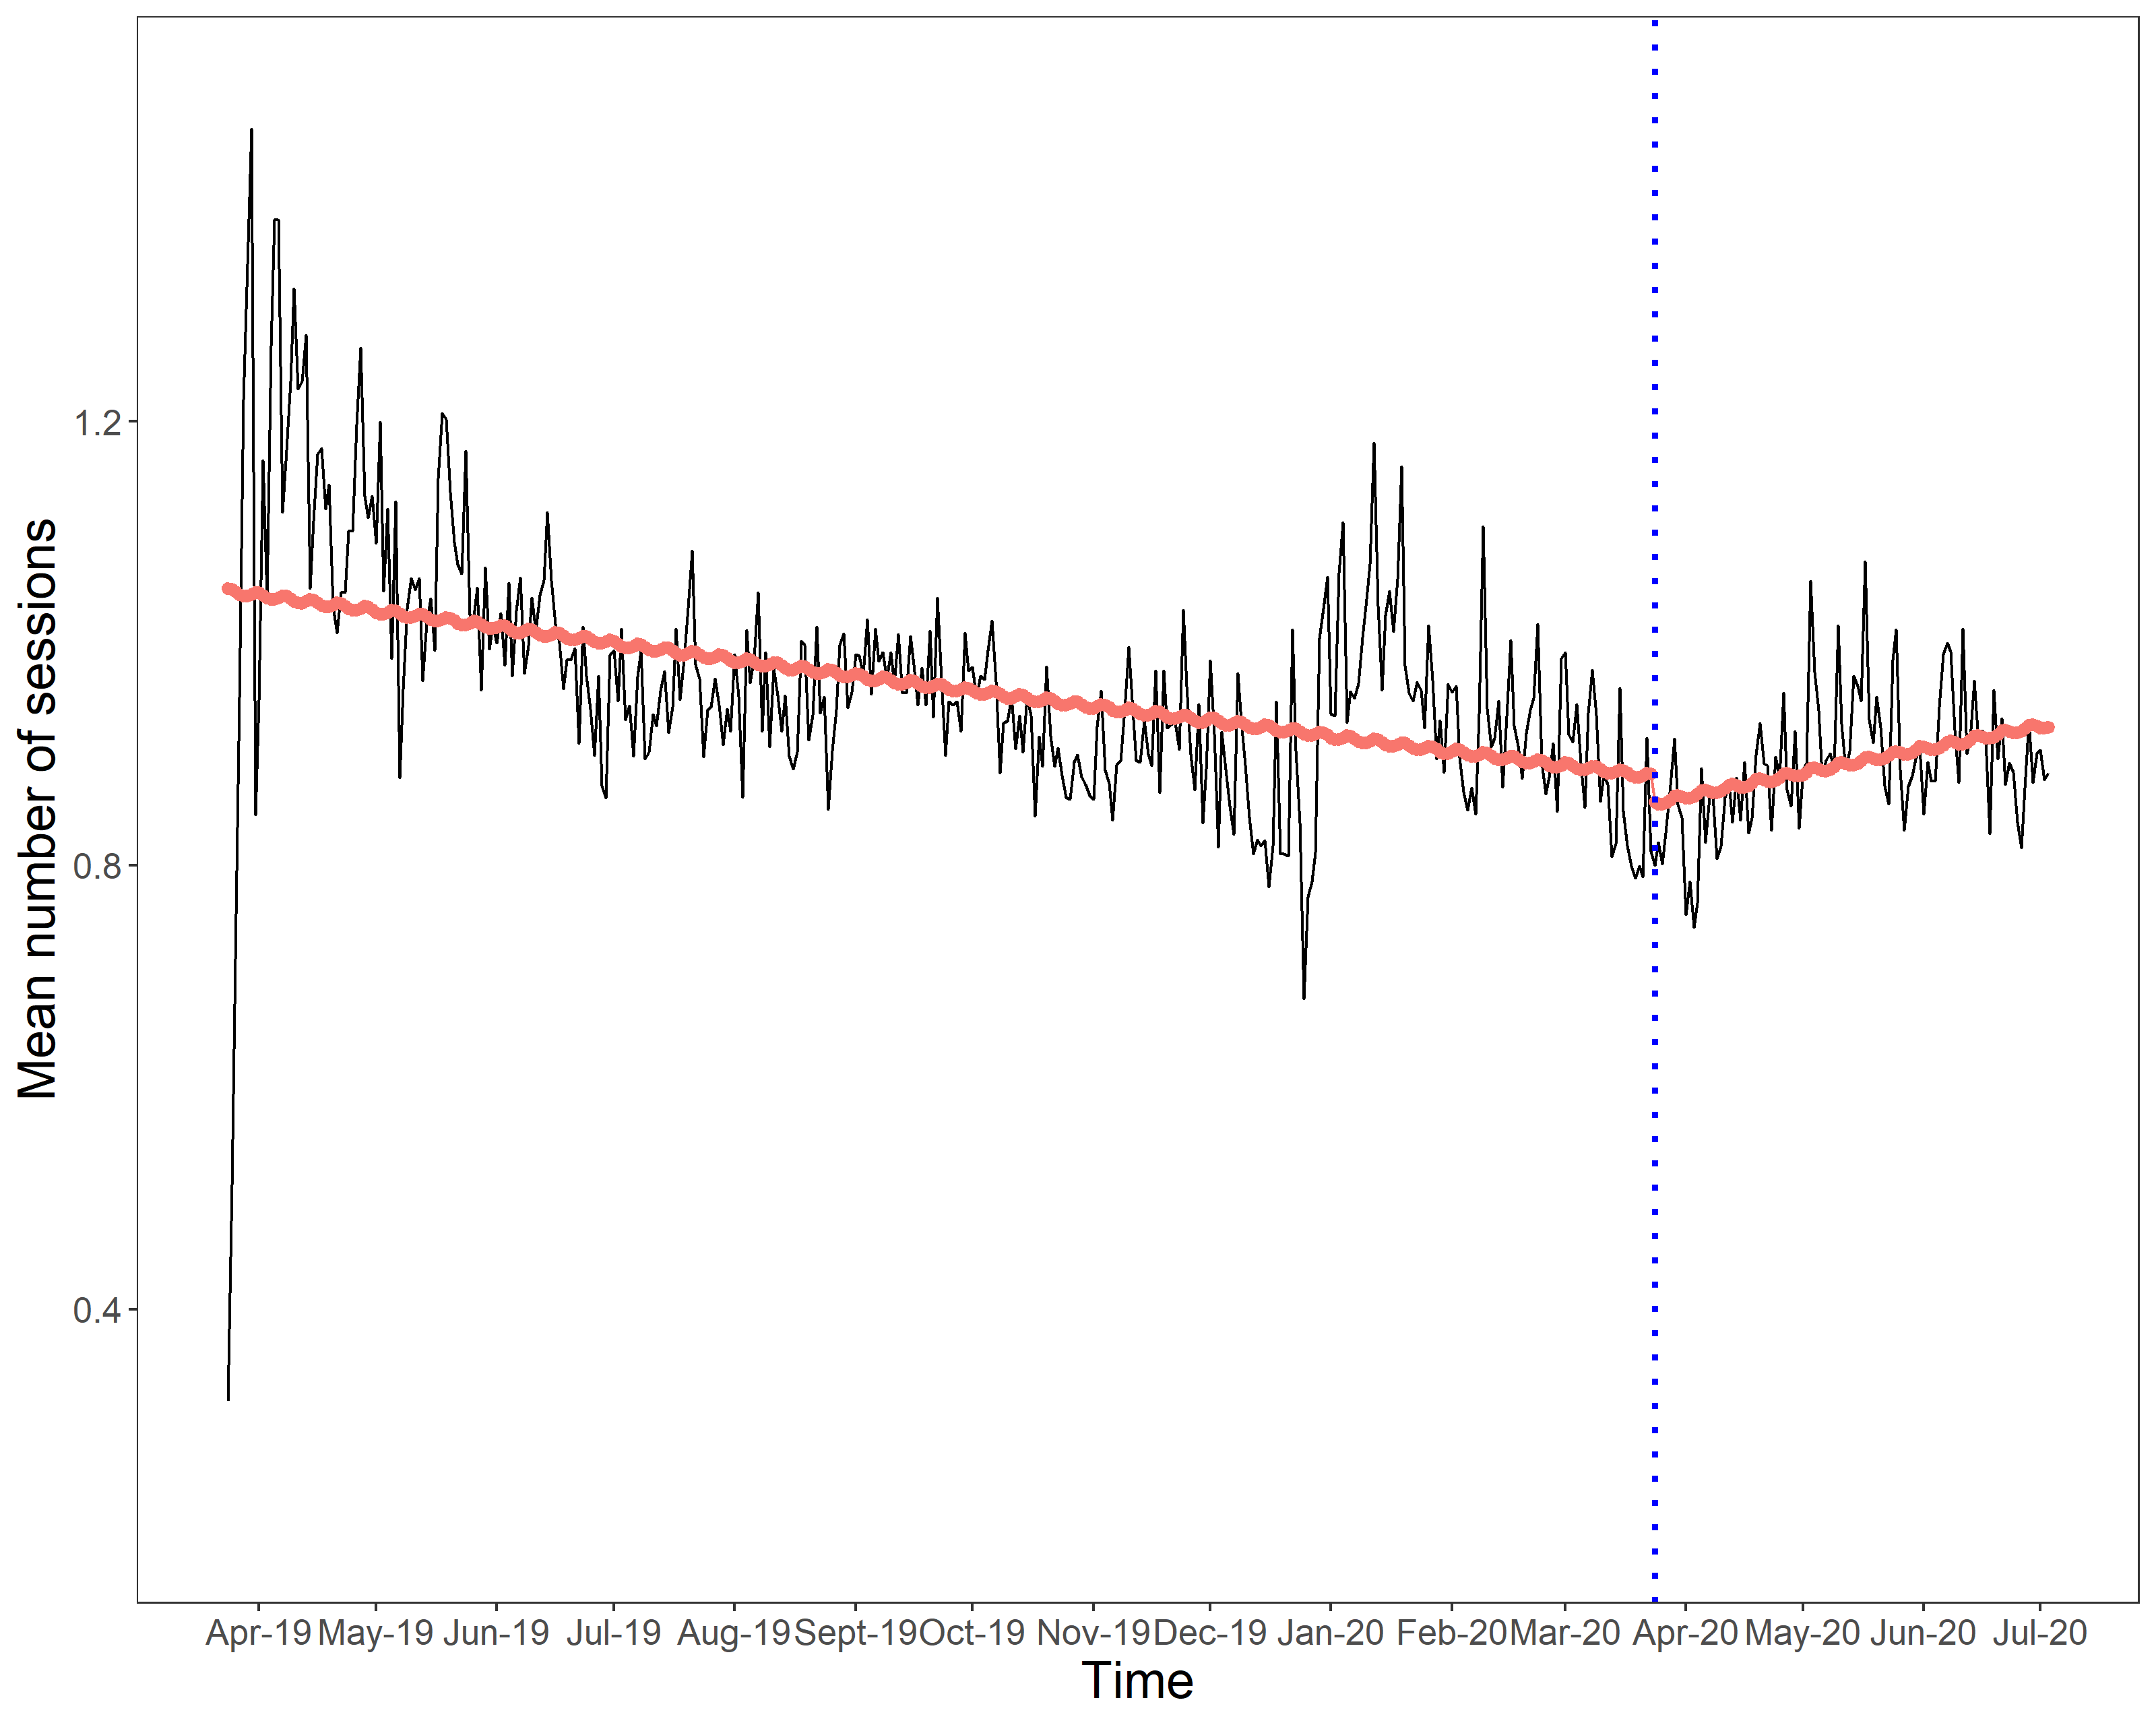 Mean number of sessions
1.2
0.8
0.4
Apr-19 May-19 Jun-19 Jul-19 Aug-19 Sept-19 Oct-19 Nov-19 Dec-19 Jan-20 Feb-20 Mar-20 Apr-20 May-20 Jun-20 Jul-20
Time